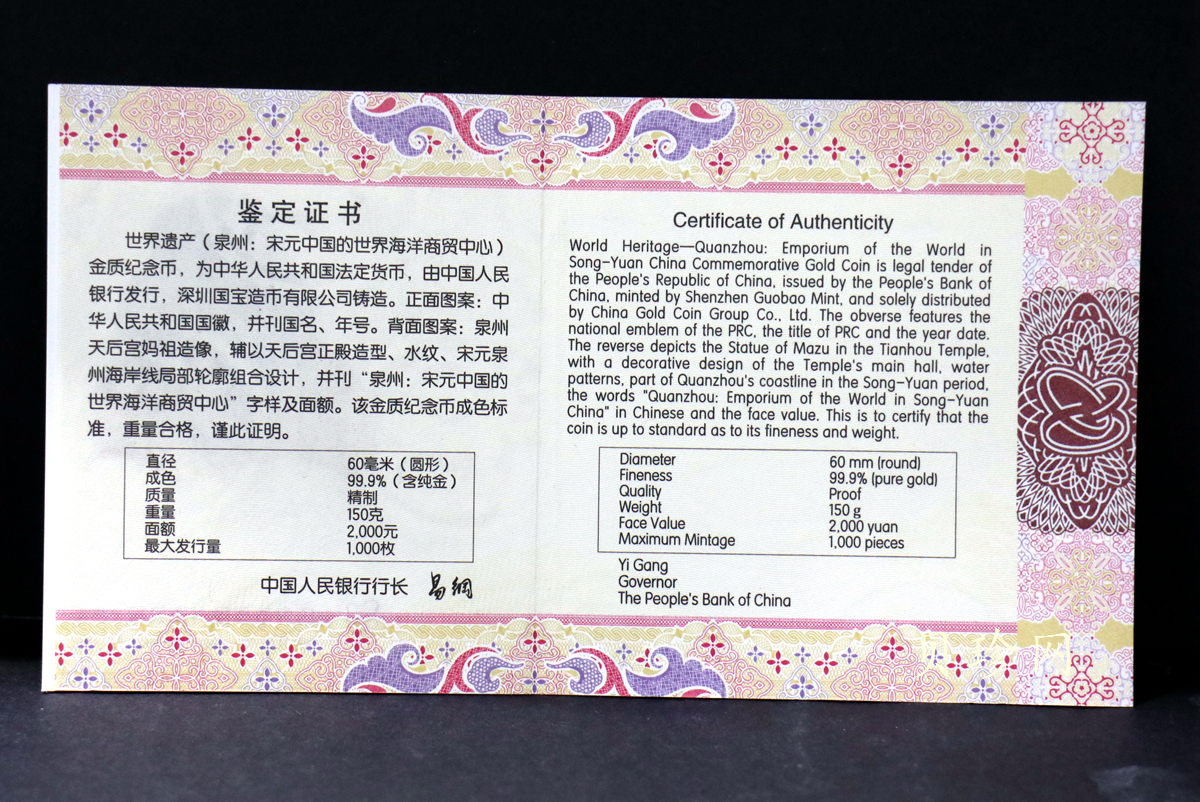 鉴定证书
世界遗产（泉州：宋元中国的世界海洋商贸中心）
金质纪念币，为中华人民共和国法定货币，由中国人民
银行发行，深圳国宝造币有限公司铸造。正面图案：中
华人民共和国国徽，并刊国名、年号。背面图案：泉州
天后宫妈祖造像，辅以天后宫正殿造型、水纹、宋元泉
州海岸线局部轮廓组合设计，并刊“泉州：宋元中国的
世界海洋商贸中心”字样及面额。该金质纪念币成色标
准，重量合格，谨此证明。
直径 60毫米（圆形）
成色 99.9%（含纯金）
质量 精制
重量 150克
面额 2,000元
最大发行量 1,000枚
中国人民银行行长 易纲
Certificate of Authenticity
World Heritage—Quanzhou: Emporium of the World in
Song-Yuan China Commemorative Gold Coin is legal tender of
the People's Republic of China, issued by the People's Bank of
China, minted by Shenzhen Guobao Mint, and solely distributed
by China Gold Coin Group Co., Ltd. The obverse features the
national emblem of the PRC, the title of PRC and the year date.
The reverse depicts the Statue of Mazu in the Tianhou Temple,
with a decorative design of the Temple's main hall, water
patterns, part of Quanzhou's coastline in the Song-Yuan period,
the words "Quanzhou: Emporium of the World in Song-Yuan
China" in Chinese and the face value. This is to certify that the
coin is up to standard as to its fineness and weight.
Diameter 60 mm (round)
Fineness 99.9% (pure gold)
Quality Proof
Weight 150 g
Face Value 2,000 yuan
Maximum Mintage 1,000 pieces
Yi Gang
Governor
The People's Bank of China